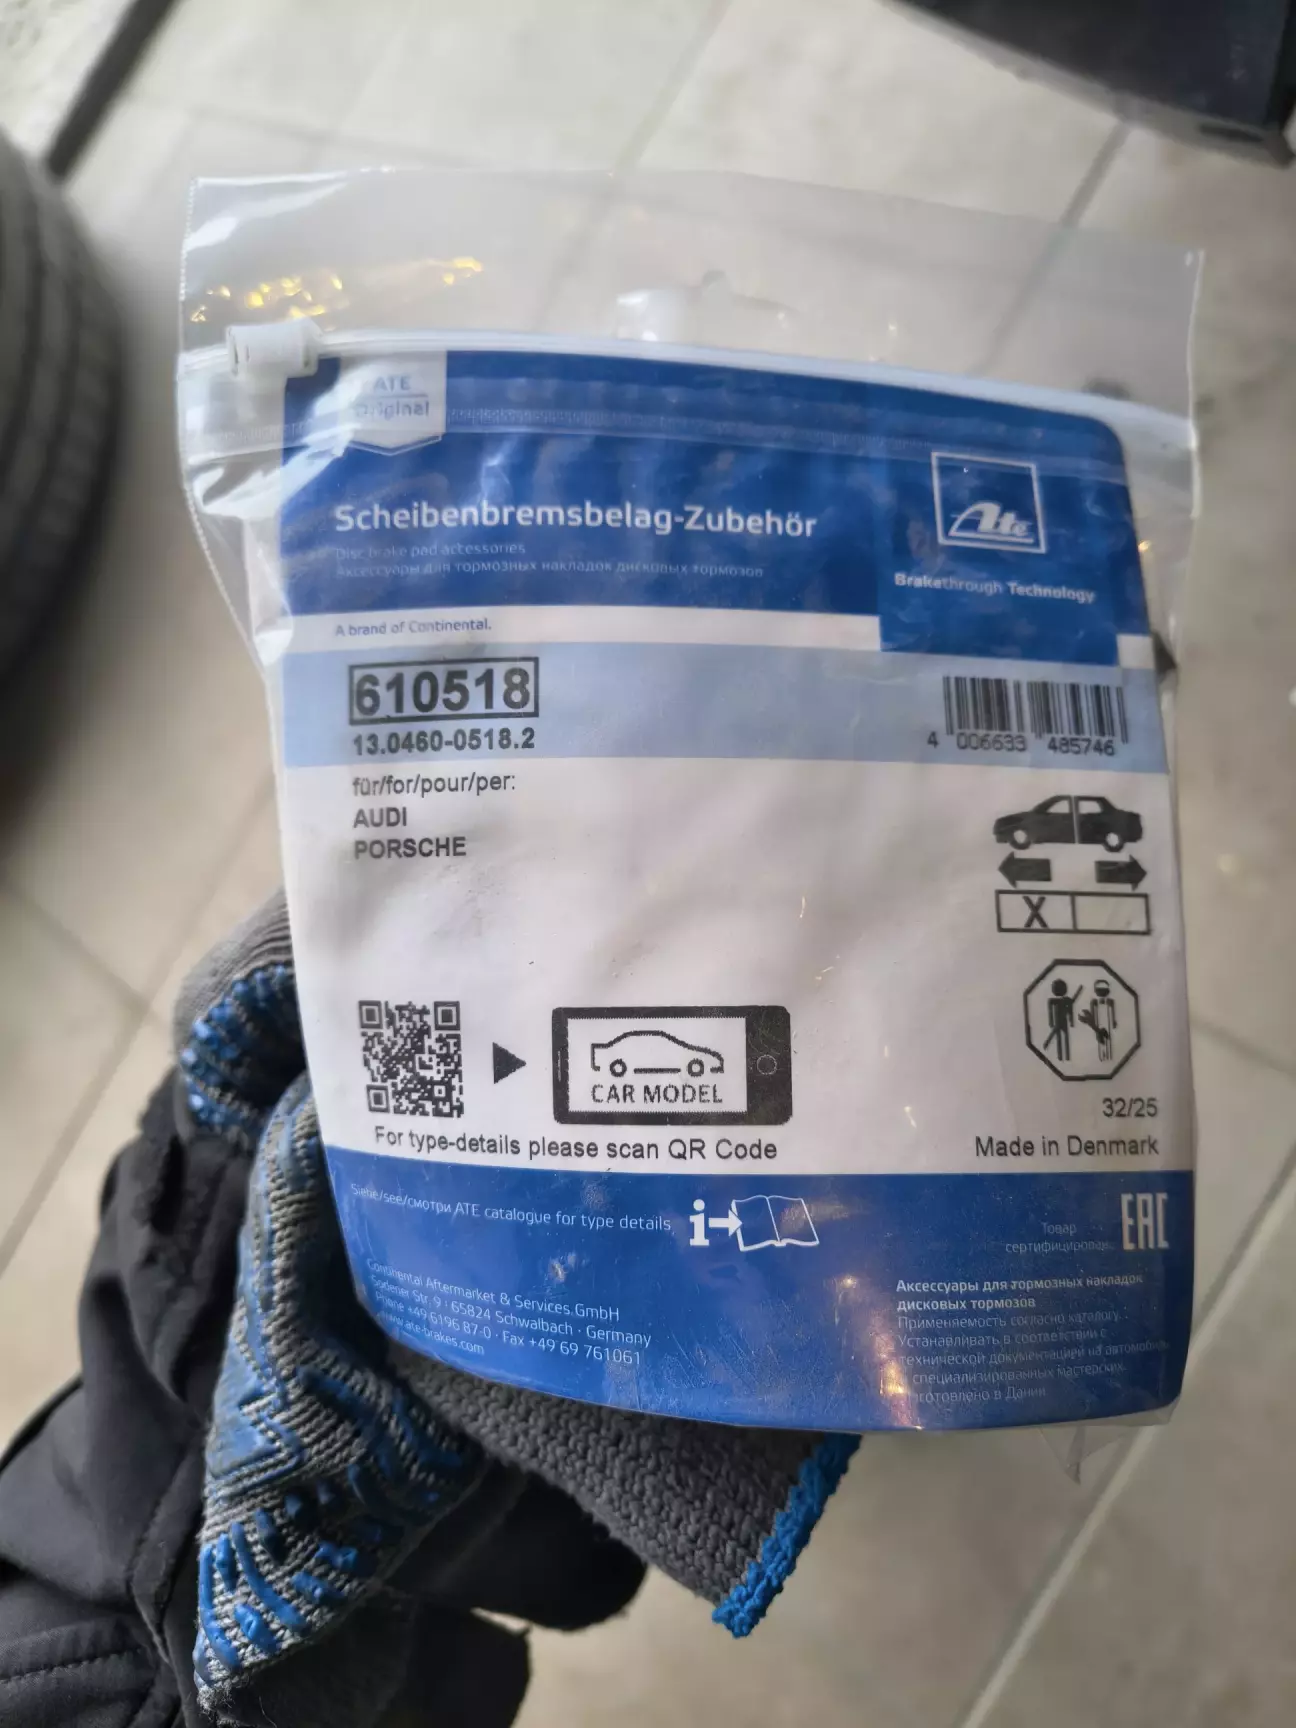 ATE
Original
Scheibenbremsbelag-Zubehör
Disc brake pad accessories
Аксессуары для тормозных накладок дисковых тормозов
Ate
Brakethrough Technology
A brand of Continental.
610518
13.0460-0518.2
4 006633 485746
für/for/pour/per:
AUDI
PORSCHE
X
CAR MODEL
For type-details please scan QR Code
32/25
Made in Denmark
Siehe/see/смотри ATE catalogue for type details
i
Товар
сертифицирован
EAC
Continental Aftermarket & Services GmbH
Sodener Str. 9 · 65824 Schwalbach · Germany
Phone +49 6196 87-0 · Fax +49 69 761061
www.ate-brakes.com
Аксессуары для тормозных накладок
дисковых тормозов
Применяемость согласно каталогу.
Устанавливать в соответствии с
технической документацией на
специализированных мастерских.
в Дании